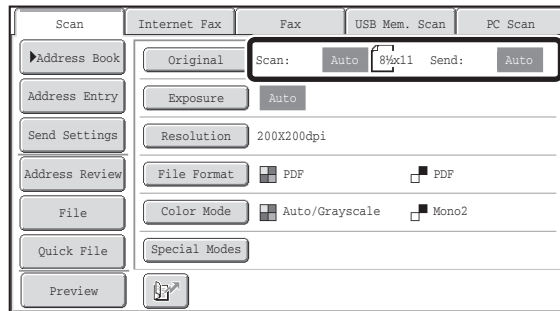 Scan Internet Fax Fax USB Mem. Scan PC Scan
Address Book Original Scan: Auto 8½x11 Send: Auto
Address Entry Exposure Auto
Send Settings Resolution 200X200dpi
Address Review File Format PDF PDF
File Color Mode Auto/Grayscale Mono2
Quick File Special Modes
Preview